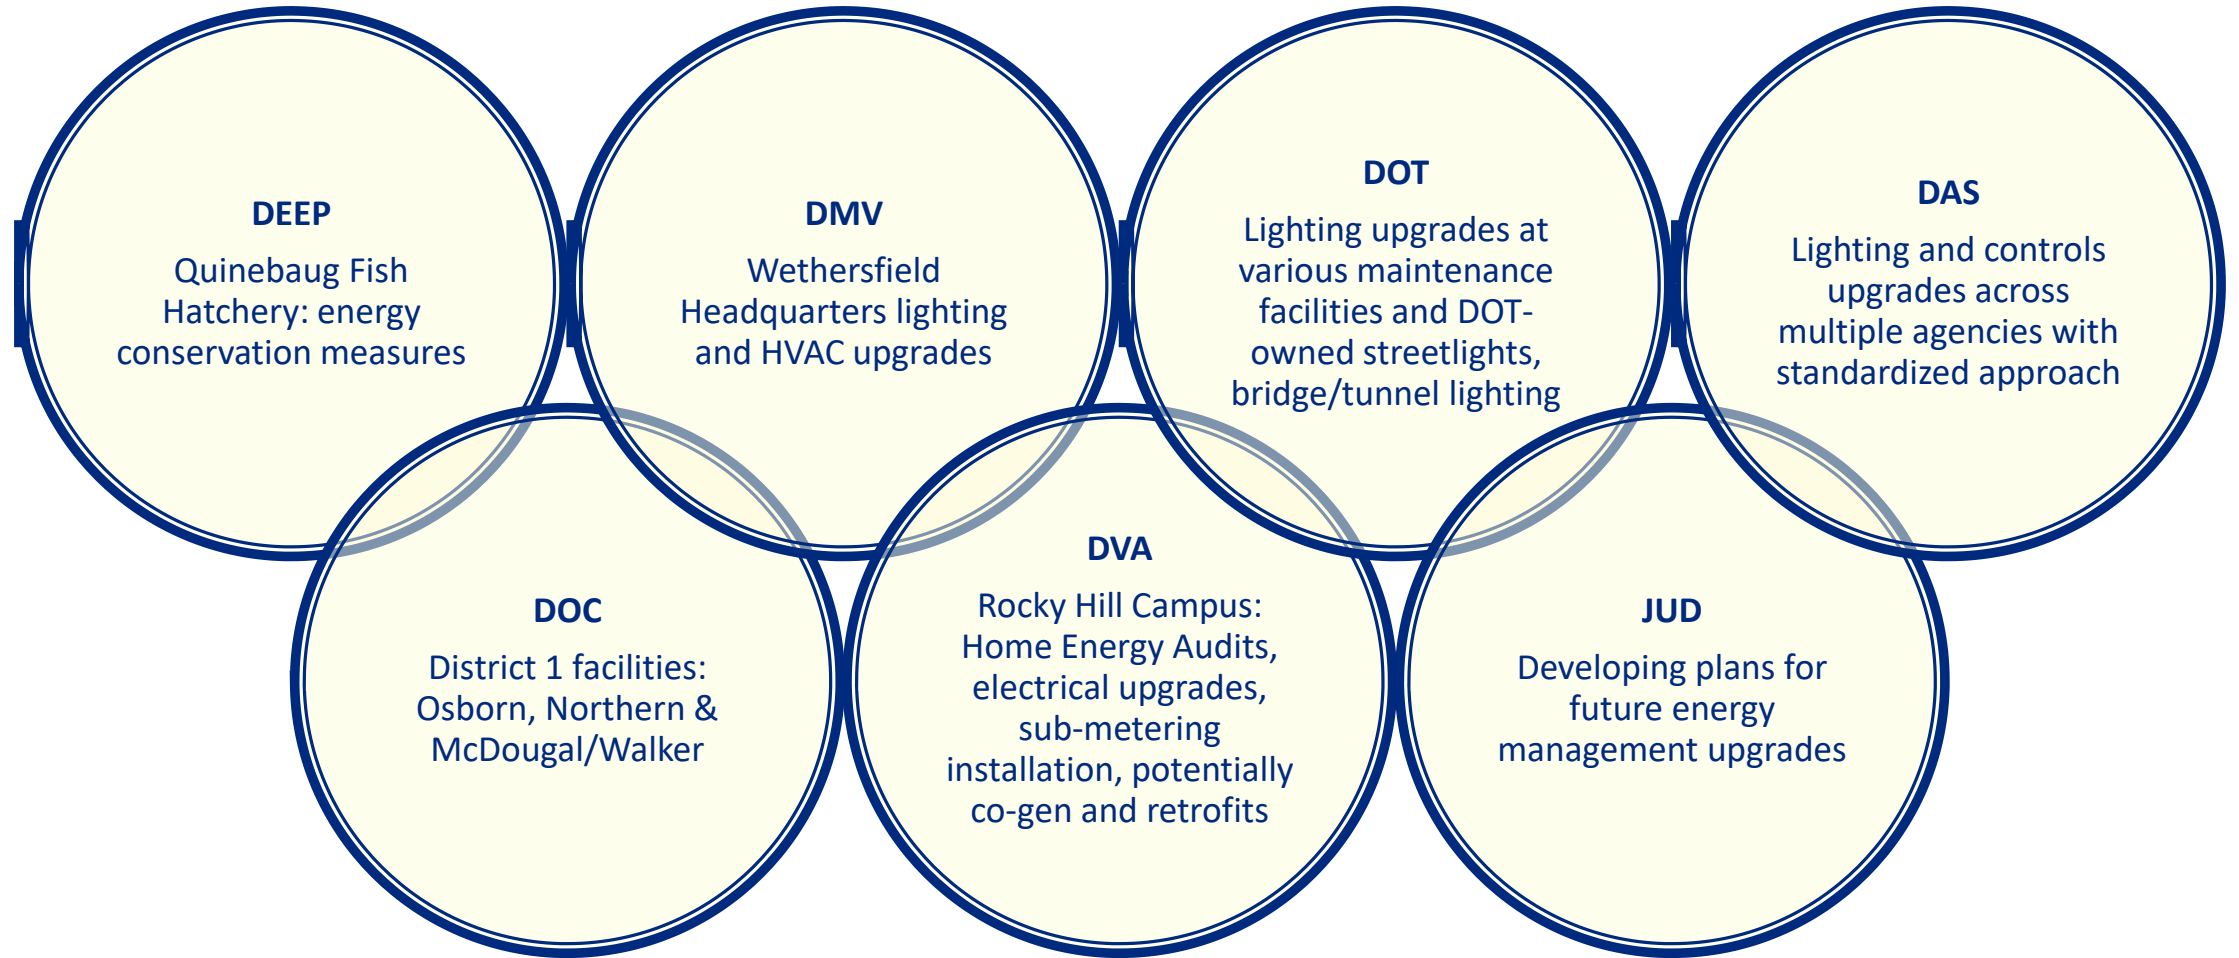 DEEP
Quinebaug Fish
Hatchery: energy
conservation measures
DMV
Wethersfield
Headquarters lighting
and HVAC upgrades
DOT
Lighting upgrades at
various maintenance
facilities and DOT-
owned streetlights,
bridge/tunnel lighting
DAS
Lighting and controls
upgrades across
multiple agencies with
standardized approach
DOC
District 1 facilities:
Osborn, Northern &
McDougal/Walker
DVA
Rocky Hill Campus:
Home Energy Audits,
electrical upgrades,
sub-metering
installation, potentially
co-gen and retrofits
JUD
Developing plans for
future energy
management upgrades